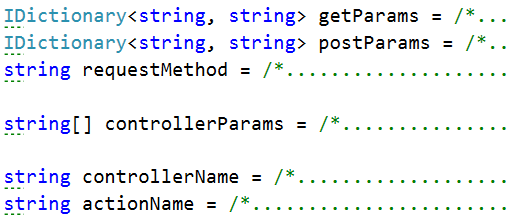 IDictionary<string, string> getParams = /*...
IDictionary<string, string> postParams = /*..
string requestMethod = /*....................
string[] controllerParams = /*...............
string controllerName = /*...................
string actionName = /*.......................